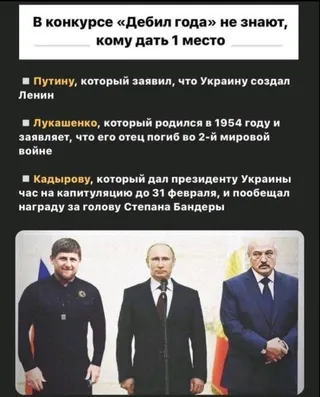 В конкурсе «Дебил года» не знают,
кому дать 1 место
Путину, который заявил, что Украину создал
Ленин
Лукашенко, который родился в 1954 году и
заявляет, что его отец погиб во 2-й мировой
войне
Кадырову, который дал президенту Украины
час на капитуляцию до 31 февраля, и пообещал
награду за голову Степана Бандеры